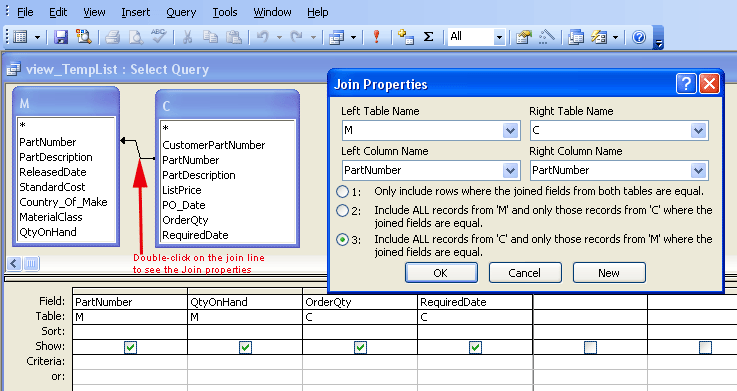 File Edit View Insert Query Tools Window Help
SQL ABC Σ All
view_TempList : Select Query
M
*
PartNumber
PartDescription
ReleasedDate
StandardCost
Country_Of_Make
MaterialClass
QtyOnHand
C
*
CustomerPartNumber
PartNumber
PartDescription
ListPrice
PO_Date
OrderQty
RequiredDate
Double-click on the join line
to see the Join properties
Join Properties
Left Table Name Right Table Name
M C
Left Column Name Right Column Name
PartNumber PartNumber
1: Only include rows where the joined fields from both tables are equal.
2: Include ALL records from 'M' and only those records from 'C' where the
joined fields are equal.
3: Include ALL records from 'C' and only those records from 'M' where the
joined fields are equal.
OK Cancel New
Field: PartNumber QtyOnHand OrderQty RequiredDate
Table: M M C C
Sort:
Show:
Criteria:
or: